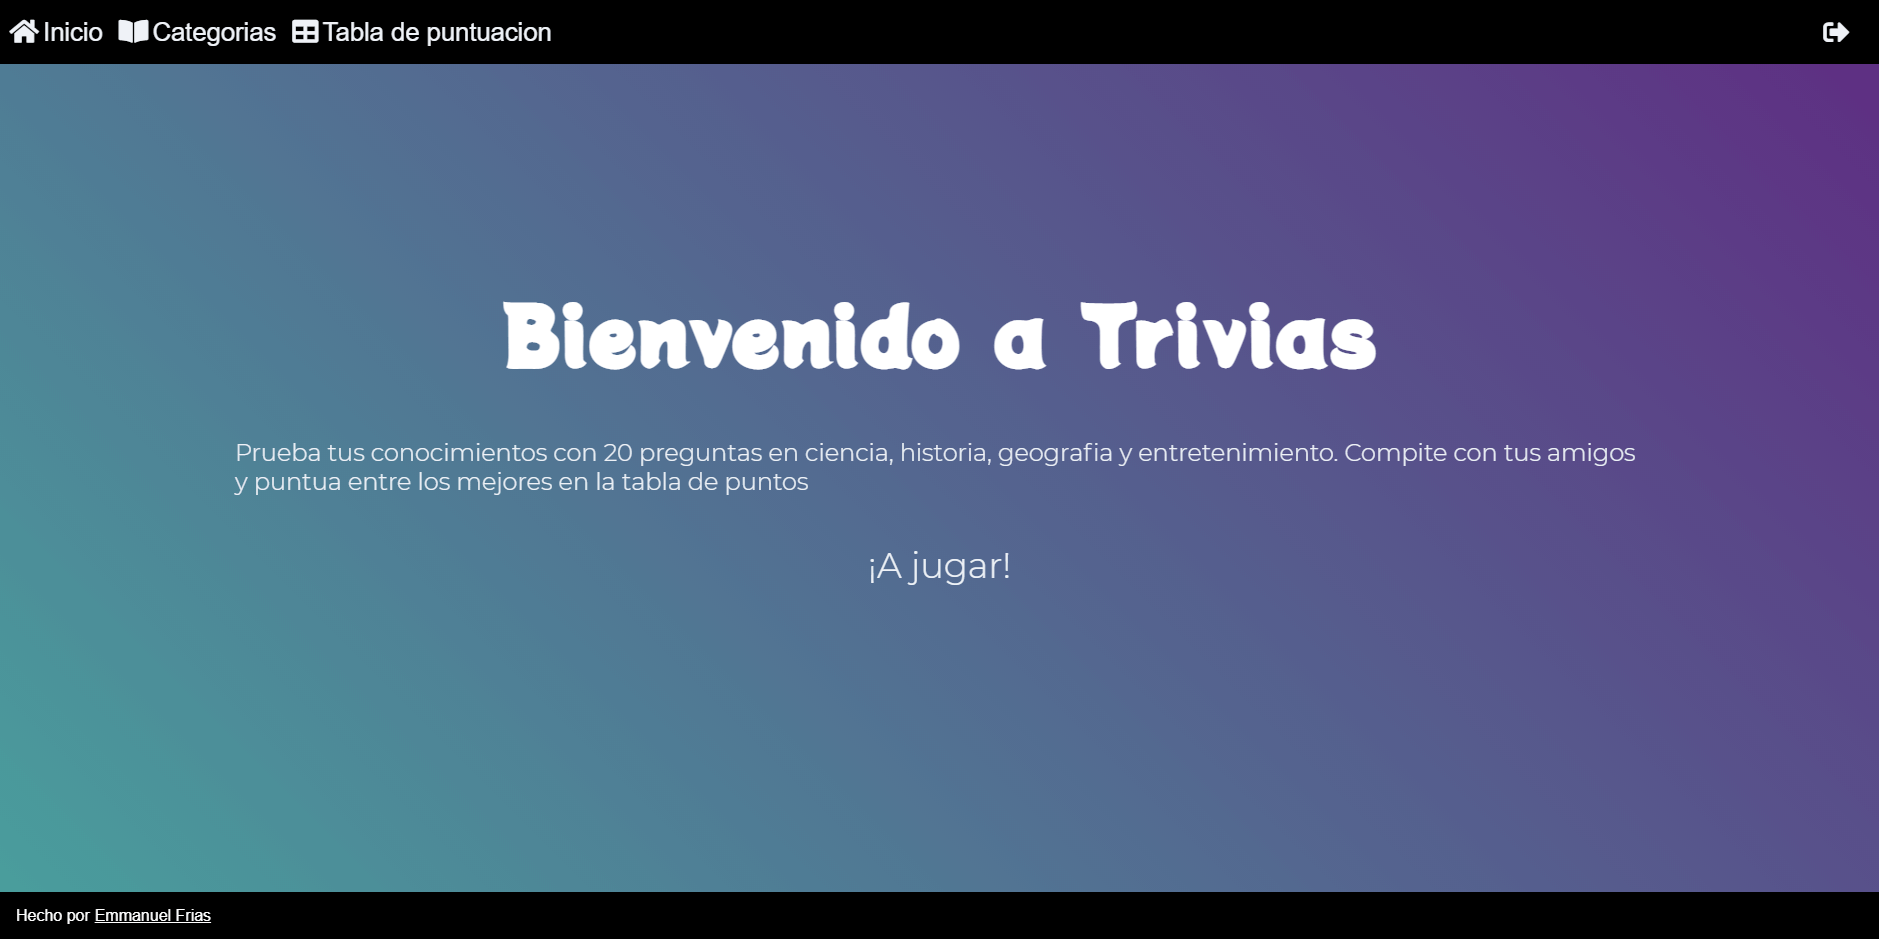 Inicio Categorias Tabla de puntuacion
Bienvenido a Trivias
Prueba tus conocimientos con 20 preguntas en ciencia, historia, geografia y entretenimiento. Compite con tus amigos
y puntua entre los mejores en la tabla de puntos
¡A jugar!
Hecho por Emmanuel Frias